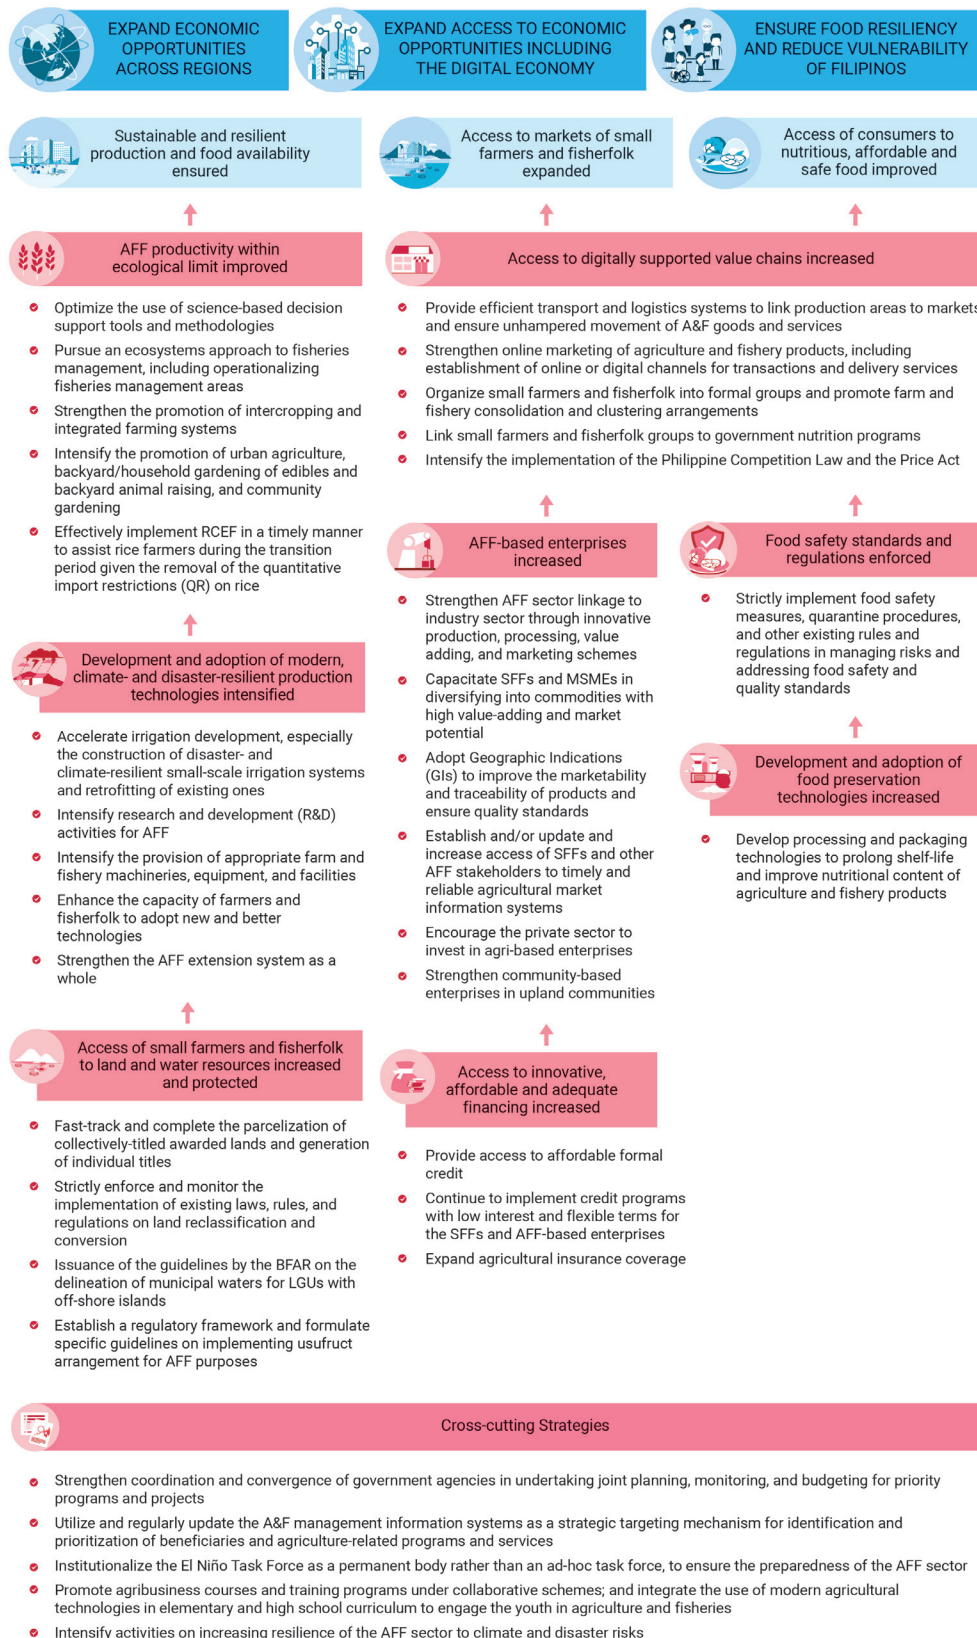 EXPAND ECONOMIC
OPPORTUNITIES
ACROSS REGIONS
EXPAND ACCESS TO ECONOMIC
OPPORTUNITIES INCLUDING
THE DIGITAL ECONOMY
ENSURE FOOD RESILIENCY
AND REDUCE VULNERABILITY
OF FILIPINOS
Sustainable and resilient
production and food availability
ensured
Access to markets of small
farmers and fisherfolk
expanded
Access of consumers to
nutritious, affordable and
safe food improved
AFF productivity within
ecological limit improved
Optimize the use of science-based decision
support tools and methodologies
Pursue an ecosystems approach to fisheries
management, including operationalizing
fisheries management areas
Strengthen the promotion of intercropping and
integrated farming systems
Intensify the promotion of urban agriculture,
backyard/household gardening of edibles and
backyard animal raising, and community
gardening
Effectively implement RCEF in a timely manner
to assist rice farmers during the transition
period given the removal of the quantitative
import restrictions (QR) on rice
Development and adoption of modern,
climate- and disaster-resilient production
technologies intensified
Accelerate irrigation development, especially
the construction of disaster- and
climate-resilient small-scale irrigation systems
and retrofitting of existing ones
Intensify research and development (R&D)
activities for AFF
Intensify the provision of appropriate farm and
fishery machineries, equipment, and facilities
Enhance the capacity of farmers and
fisherfolk to adopt new and better
technologies
Strengthen the AFF extension system as a
whole
Access of small farmers and fisherfolk
to land and water resources increased
and protected
Fast-track and complete the parcelization of
collectively-titled awarded lands and generation
of individual titles
Strictly enforce and monitor the
implementation of existing laws, rules, and
regulations on land reclassification and
conversion
Issuance of the guidelines by the BFAR on the
delineation of municipal waters for LGUs with
off-shore islands
Establish a regulatory framework and formulate
specific guidelines on implementing usufruct
arrangement for AFF purposes
Access to digitally supported value chains increased
Provide efficient transport and logistics systems to link production areas to markets
and ensure unhampered movement of A&F goods and services
Strengthen online marketing of agriculture and fishery products, including
establishment of online or digital channels for transactions and delivery services
Organize small farmers and fisherfolk into formal groups and promote farm and
fishery consolidation and clustering arrangements
Link small farmers and fisherfolk groups to government nutrition programs
Intensify the implementation of the Philippine Competition Law and the Price Act
AFF-based enterprises
increased
Strengthen AFF sector linkage to
industry sector through innovative
production, processing, value
adding, and marketing schemes
Capacitate SFFs and MSMEs in
diversifying into commodities with
high value-adding and market
potential
Adopt Geographic Indications
(GIs) to improve the marketability
and traceability of products and
ensure quality standards
Establish and/or update and
increase access of SFFs and other
AFF stakeholders to timely and
reliable agricultural market
information systems
Encourage the private sector to
invest in agri-based enterprises
Strengthen community-based
enterprises in upland communities
Access to innovative,
affordable and adequate
financing increased
Provide access to affordable formal
credit
Continue to implement credit programs
with low interest and flexible terms for
the SFFs and AFF-based enterprises
Expand agricultural insurance coverage
Food safety standards and
regulations enforced
Strictly implement food safety
measures, quarantine procedures,
and other existing rules and
regulations in managing risks and
addressing food safety and
quality standards
Development and adoption of
food preservation
technologies increased
Develop processing and packaging
technologies to prolong shelf-life
and improve nutritional content of
agriculture and fishery products
Cross-cutting Strategies
Strengthen coordination and convergence of government agencies in undertaking joint planning, monitoring, and budgeting for priority
programs and projects
Utilize and regularly update the A&F management information systems as a strategic targeting mechanism for identification and
prioritization of beneficiaries and agriculture-related programs and services
Institutionalize the El Niño Task Force as a permanent body rather than an ad-hoc task force, to ensure the preparedness of the AFF sector
Promote agribusiness courses and training programs under collaborative schemes; and integrate the use of modern agricultural
technologies in elementary and high school curriculum to engage the youth in agriculture and fisheries
Intensify activities on increasing resilience of the AFF sector to climate and disaster risks